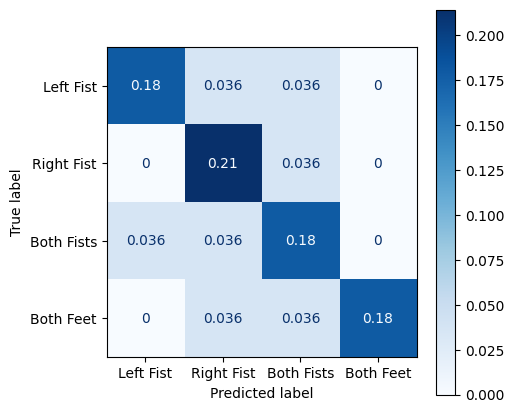 True label
Left Fist 0.18 0.036 0.036 0
Right Fist 0 0.21 0.036 0
Both Fists 0.036 0.036 0.18 0
Both Feet 0 0.036 0.036 0.18
Left Fist Right Fist Both Fists Both Feet
Predicted label
0.200
0.175
0.150
0.125
0.100
0.075
0.050
0.025
0.000